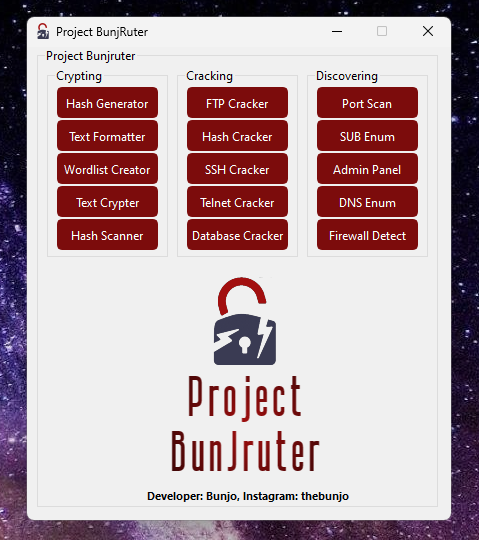 Project BunjRuter
Project Bunjruter
Crypting
Hash Generator
Text Formatter
Wordlist Creator
Text Crypter
Hash Scanner
Cracking
FTP Cracker
Hash Cracker
SSH Cracker
Telnet Cracker
Database Cracker
Discovering
Port Scan
SUB Enum
Admin Panel
DNS Enum
Firewall Detect
Project
BunJruter
Developer: Bunjo, Instagram: thebunjo